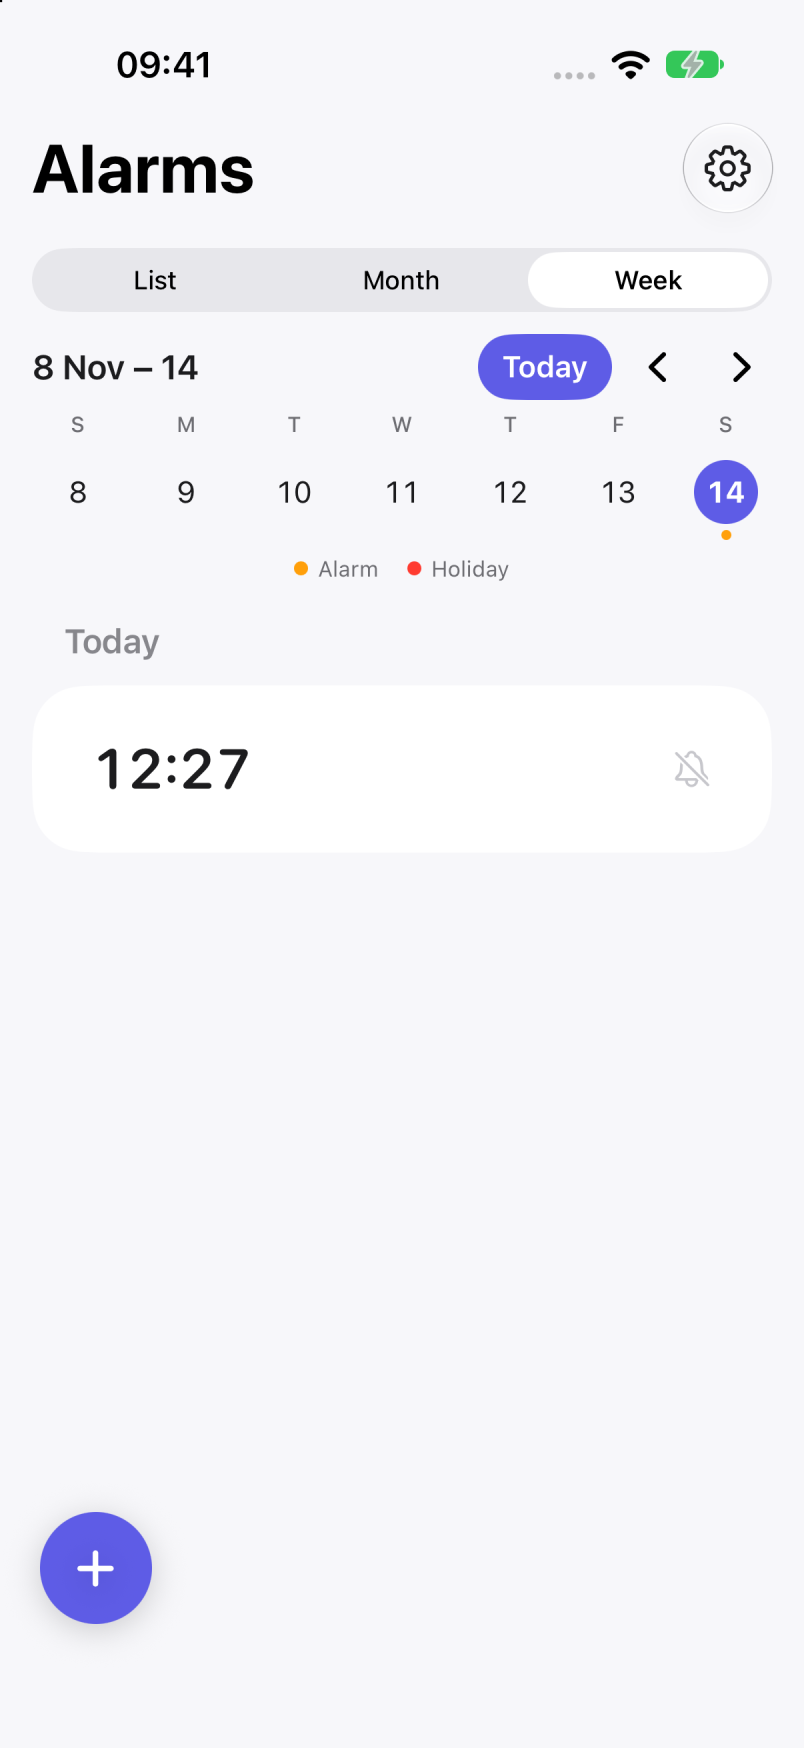 09:41
Alarms
List Month Week
8 Nov – 14 Today
S M T W T F S
8 9 10 11 12 13 14
Alarm Holiday
Today
12:27